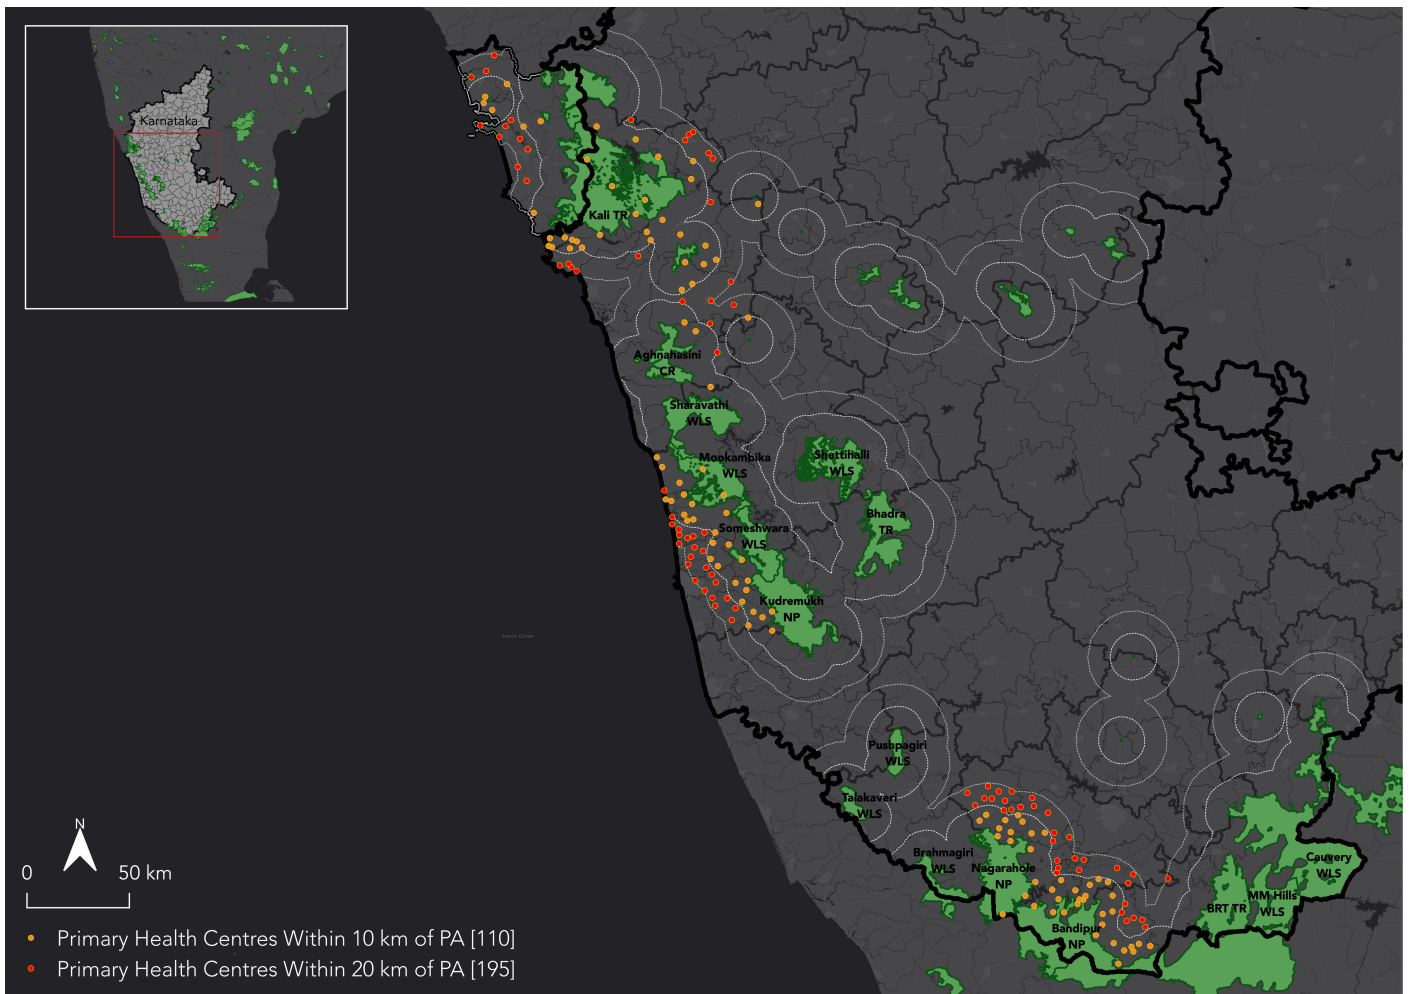 Karnataka
Kali TR
Aghnahasini
CR
Sharavathi
WLS
Mookambika
WLS
Shettihalli
WLS
Bhadra
TR
Someshwara
WLS
Kudremukh
NP
Indian Ocean
Pushpagiri
WLS
Talakaveri
WLS
Brahmagiri
WLS
Nagarahole
NP
Cauvery
WLS
MM Hills
WLS
BRT TR
Bandipur
NP
N
0 50 km
Primary Health Centres Within 10 km of PA [110]
Primary Health Centres Within 20 km of PA [195]